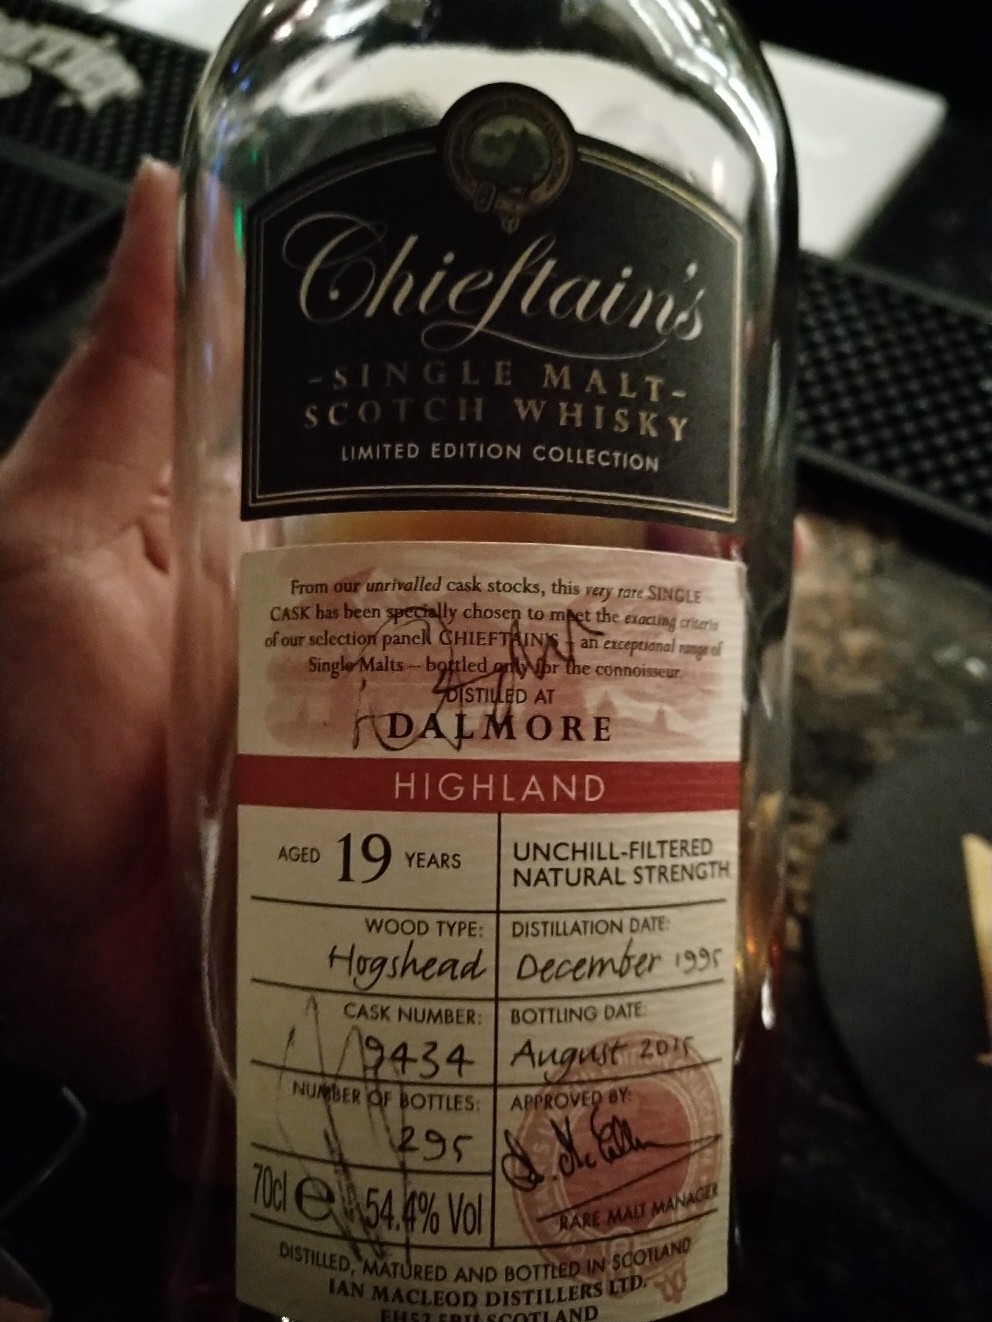 Chieftain's
-SINGLE MALT-
SCOTCH WHISKY
LIMITED EDITION COLLECTION
From our unrivalled cask stocks, this very rare SINGLE
CASK has been specially chosen to meet the exacting criteria
of our selection panel. CHIEFTAIN'S – an exceptional range of
Single Malts – bottled only for the connoisseur.
DISTILLED AT
DALMORE
HIGHLAND
AGED 19 YEARS
UNCHILL-FILTERED
NATURAL STRENGTH
WOOD TYPE:
Hogshead
DISTILLATION DATE:
December 1995
CASK NUMBER:
9434
BOTTLING DATE:
August 2015
NUMBER OF BOTTLES:
295
APPROVED BY:
70cl e 54.4% Vol
RARE MALT MANAGER
DISTILLED, MATURED AND BOTTLED IN SCOTLAND
IAN MACLEOD DISTILLERS LTD.
SCOTLAND